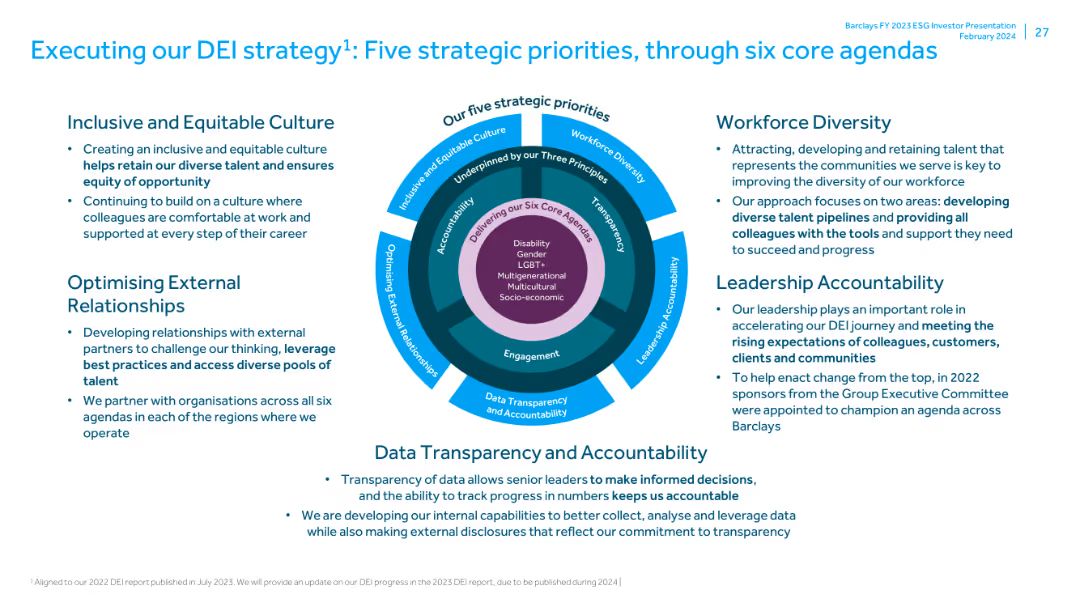 Barclays FY 2023 ESG Investor Presentation
February 2024
27
Executing our DEI strategy¹: Five strategic priorities, through six core agendas
Inclusive and Equitable Culture
• Creating an inclusive and equitable culture
helps retain our diverse talent and ensures
equity of opportunity
• Continuing to build on a culture where
colleagues are comfortable at work and
supported at every step of their career
Optimising External
Relationships
• Developing relationships with external
partners to challenge our thinking, leverage
best practices and access diverse pools of
talent
• We partner with organisations across all six
agendas in each of the regions where we
operate
Our five strategic priorities
Inclusive and Equitable Culture
Workforce Diversity
Optimising External Relationships
Leadership Accountability
Data Transparency
and Accountability
Underpinned by our Three Principles
Accountability
Transparency
Engagement
Delivering our Six Core Agendas
Disability
Gender
LGBT+
Multigenerational
Multicultural
Socio-economic
Workforce Diversity
• Attracting, developing and retaining talent that
represents the communities we serve is key to
improving the diversity of our workforce
• Our approach focuses on two areas: developing
diverse talent pipelines and providing all
colleagues with the tools and support they need
to succeed and progress
Leadership Accountability
• Our leadership plays an important role in
accelerating our DEI journey and meeting the
rising expectations of colleagues, customers,
clients and communities
• To help enact change from the top, in 2022
sponsors from the Group Executive Committee
were appointed to champion an agenda across
Barclays
Data Transparency and Accountability
• Transparency of data allows senior leaders to make informed decisions,
and the ability to track progress in numbers keeps us accountable
• We are developing our internal capabilities to better collect, analyse and leverage data
while also making external disclosures that reflect our commitment to transparency
¹ Aligned to our 2022 DEI report published in July 2023. We will provide an update on our DEI progress in the 2023 DEI report, due to be published during 2024 |